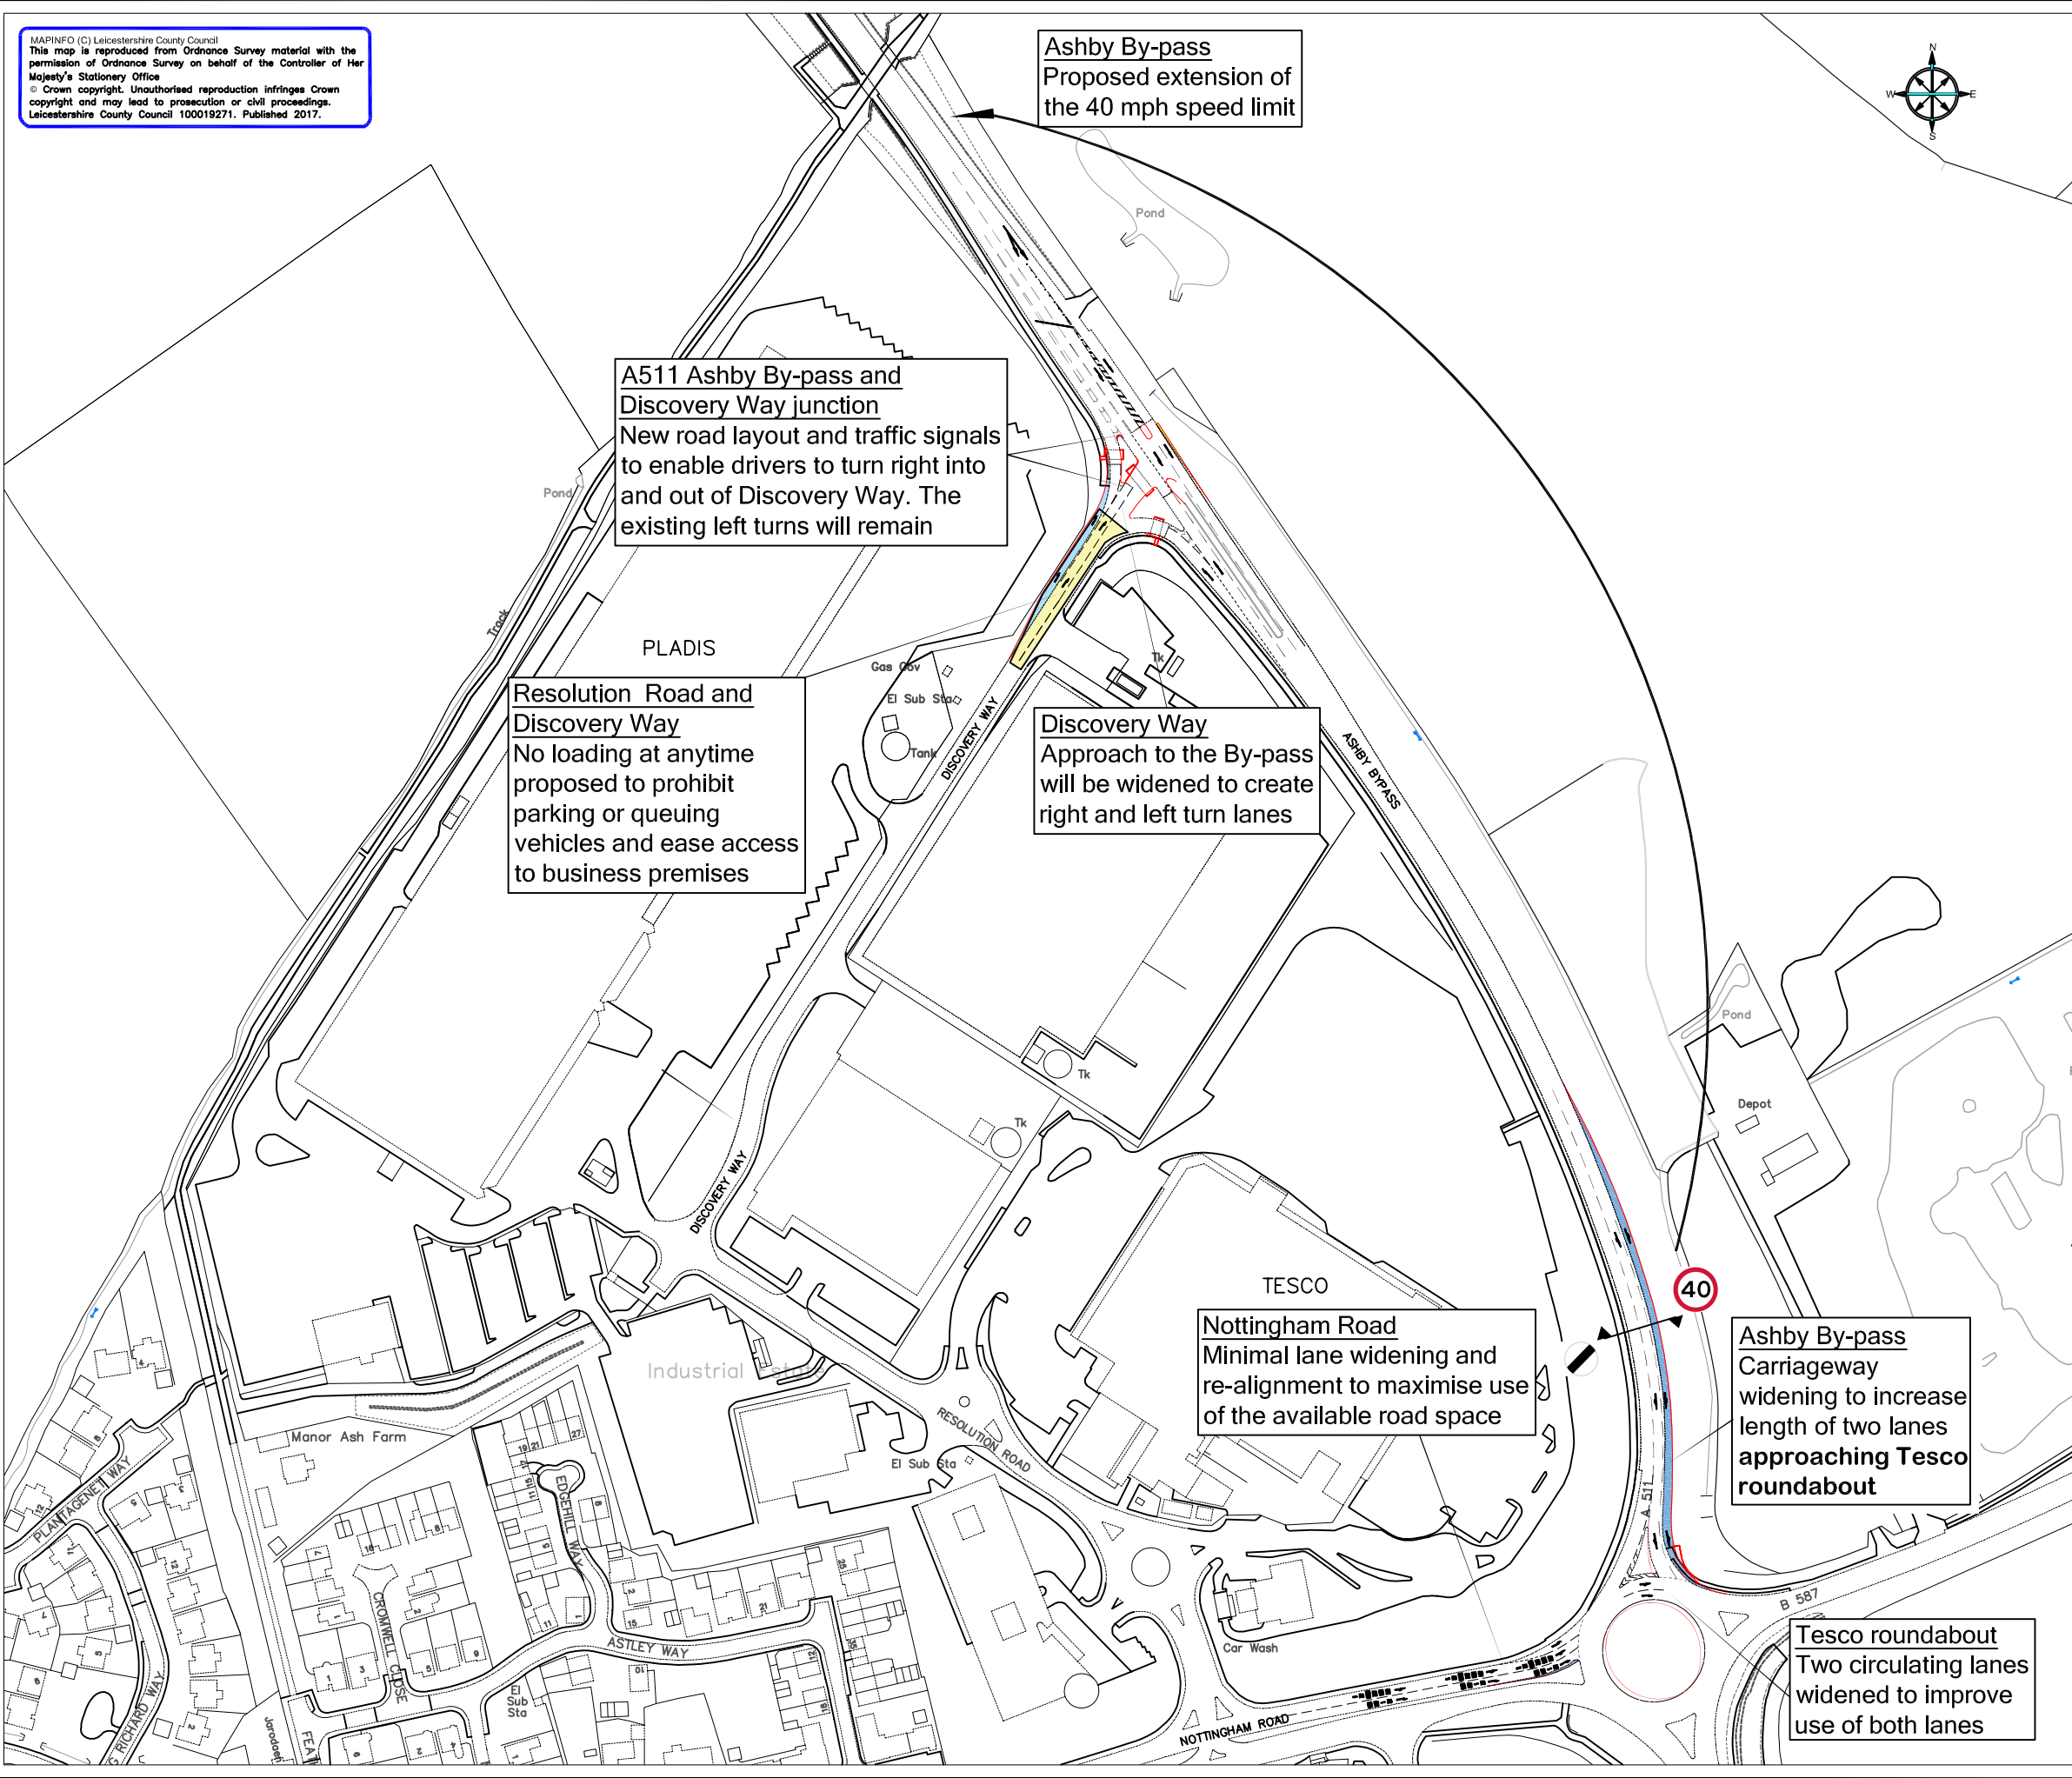 MAPINFO (C) Leicestershire County Council
This map is reproduced from Ordnance Survey material with the
permission of Ordnance Survey on behalf of the Controller of Her
Majesty's Stationery Office
© Crown copyright. Unauthorised reproduction infringes Crown
copyright and may lead to prosecution or civil proceedings.
Leicestershire County Council 100019271. Published 2017.
Ashby By-pass
Proposed extension of
the 40 mph speed limit
N
W
E
S
Pond
A511 Ashby By-pass and
Discovery Way junction
New road layout and traffic signals
to enable drivers to turn right into
and out of Discovery Way. The
existing left turns will remain
Pond
Track
PLADIS
Gas Gov
El Sub Sta
Tank
DISCOVERY WAY
Tk
Resolution Road and
Discovery Way
No loading at anytime
proposed to prohibit
parking or queuing
vehicles and ease access
to business premises
Discovery Way
Approach to the By-pass
will be widened to create
right and left turn lanes
ASHBY BYPASS
Pond
Tk
Depot
Tk
DISCOVERY WAY
TESCO
40
Nottingham Road
Minimal lane widening and
re-alignment to maximise use
of the available road space
Ashby By-pass
Carriageway
widening to increase
length of two lanes
approaching Tesco
roundabout
Industrial Estate
Manor Ash Farm
RESOLUTION ROAD
El Sub Sta
A 511
B 587
PLANTAGENET WAY
EDGEHILL WAY
CROMWELL CLOSE
ASTLEY WAY
El
Sub
Sta
Car Wash
NOTTINGHAM ROAD
RICHARD WAY
Tesco roundabout
Two circulating lanes
widened to improve
use of both lanes